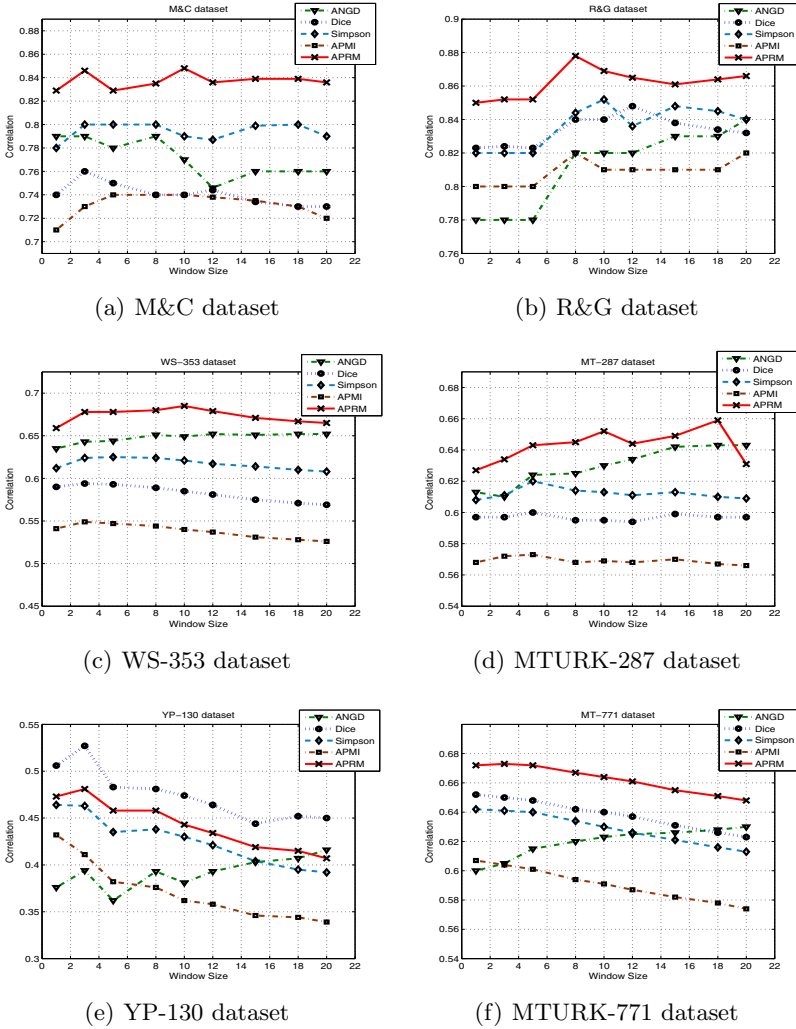 M&C dataset
0.88
0.86
0.84
0.82
0.8
0.78
0.76
0.74
0.72
0.7
Correlation
0 2 4 6 8 10 12 14 16 18 20 22
Window Size
ANGD
Dice
Simpson
APMI
APRM
(a) M&C dataset
R&G dataset
0.9
0.88
0.86
0.84
0.82
0.8
0.78
0.76
Correlation
0 2 4 6 8 10 12 14 16 18 20 22
Window Size
ANGD
Dice
Simpson
APMI
APRM
(b) R&G dataset
WS-353 dataset
0.7
0.65
0.6
0.55
0.5
0.45
Correlation
0 2 4 6 8 10 12 14 16 18 20 22
Window Size
ANGD
Dice
Simpson
APMI
APRM
(c) WS-353 dataset
MT-287 dataset
0.68
0.66
0.64
0.62
0.6
0.58
0.56
0.54
Correlation
0 2 4 6 8 10 12 14 16 18 20 22
Window Size
ANGD
Dice
Simpson
APMI
APRM
(d) MTURK-287 dataset
YP-130 dataset
0.55
0.5
0.45
0.4
0.35
0.3
Correlation
0 2 4 6 8 10 12 14 16 18 20 22
Window Size
ANGD
Dice
Simpson
APMI
APRM
(e) YP-130 dataset
MT-771 dataset
0.68
0.66
0.64
0.62
0.6
0.58
0.56
0.54
Correlation
0 2 4 6 8 10 12 14 16 18 20 22
Window Size
ANGD
Dice
Simpson
APMI
APRM
(f) MTURK-771 dataset